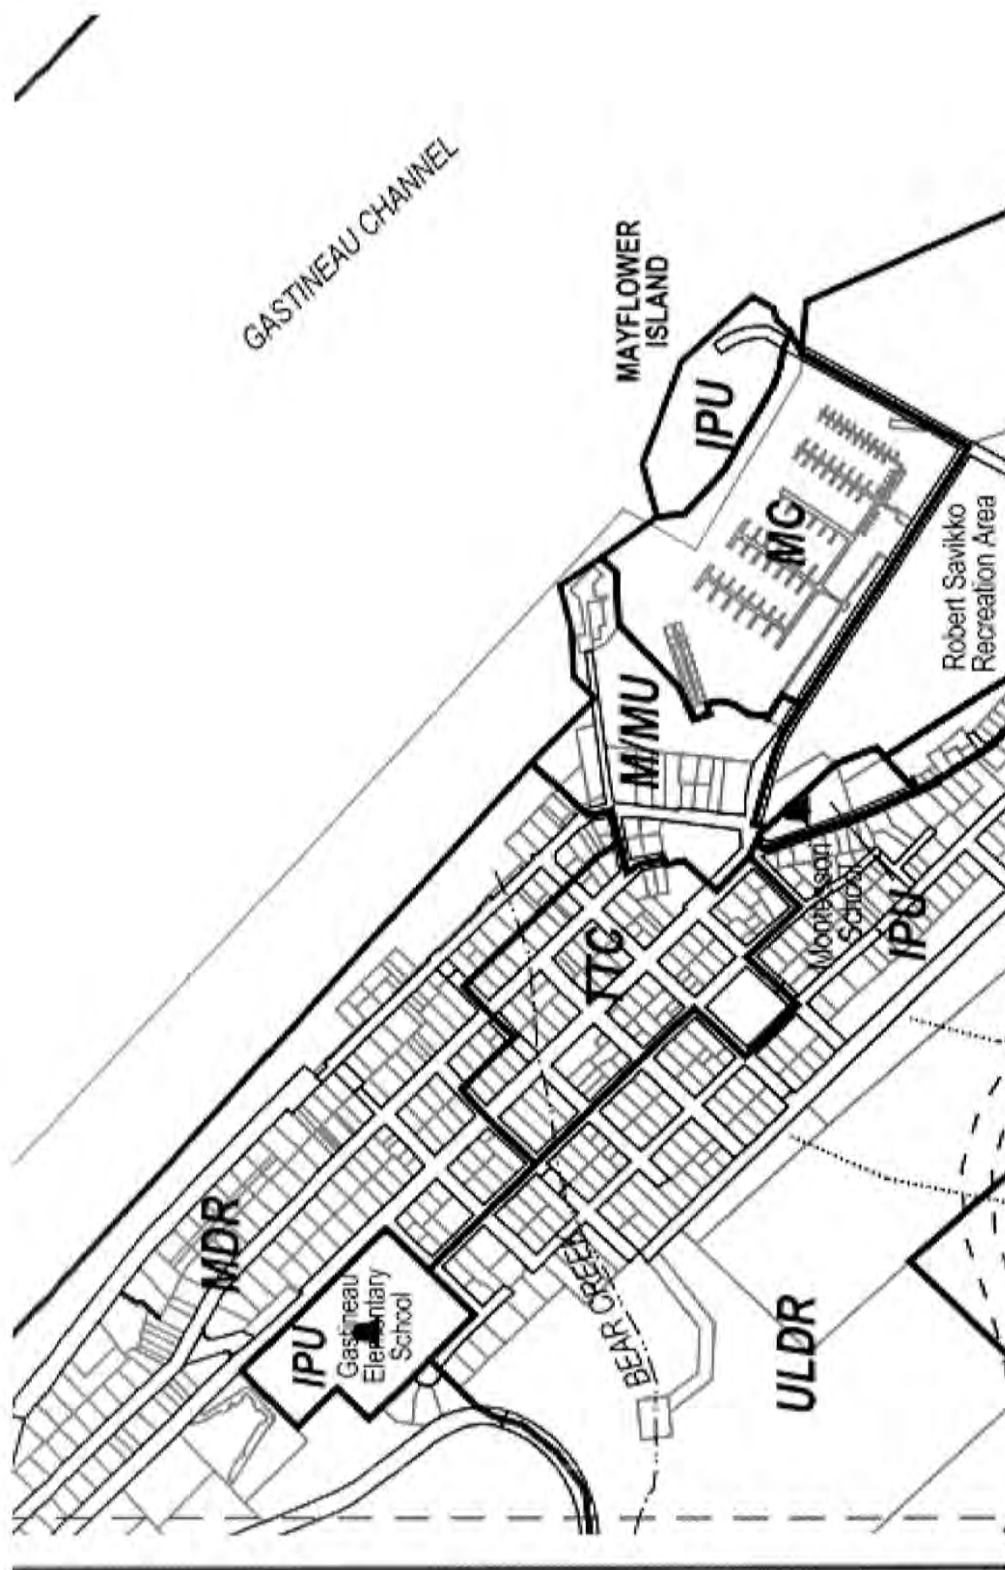 GASTINEAU CHANNEL
MAYFLOWER
ISLAND
IPU
MG
Robert Savikko
Recreation Area
M/MU
Montessori
School
IPU
TTC
MDR
IPU
Gastineau
Elementary
School
BEAR CREEK
ULDR